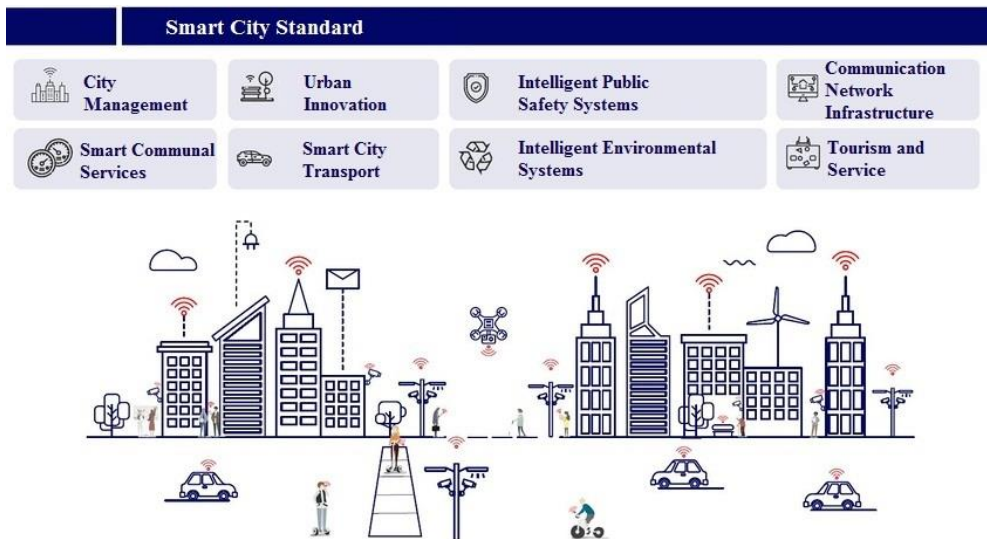 Smart City Standard
City
Management
Urban
Innovation
Intelligent Public
Safety Systems
Communication
Network
Infrastructure
Smart Communal
Services
Smart City
Transport
Intelligent Environmental
Systems
Tourism and
Service